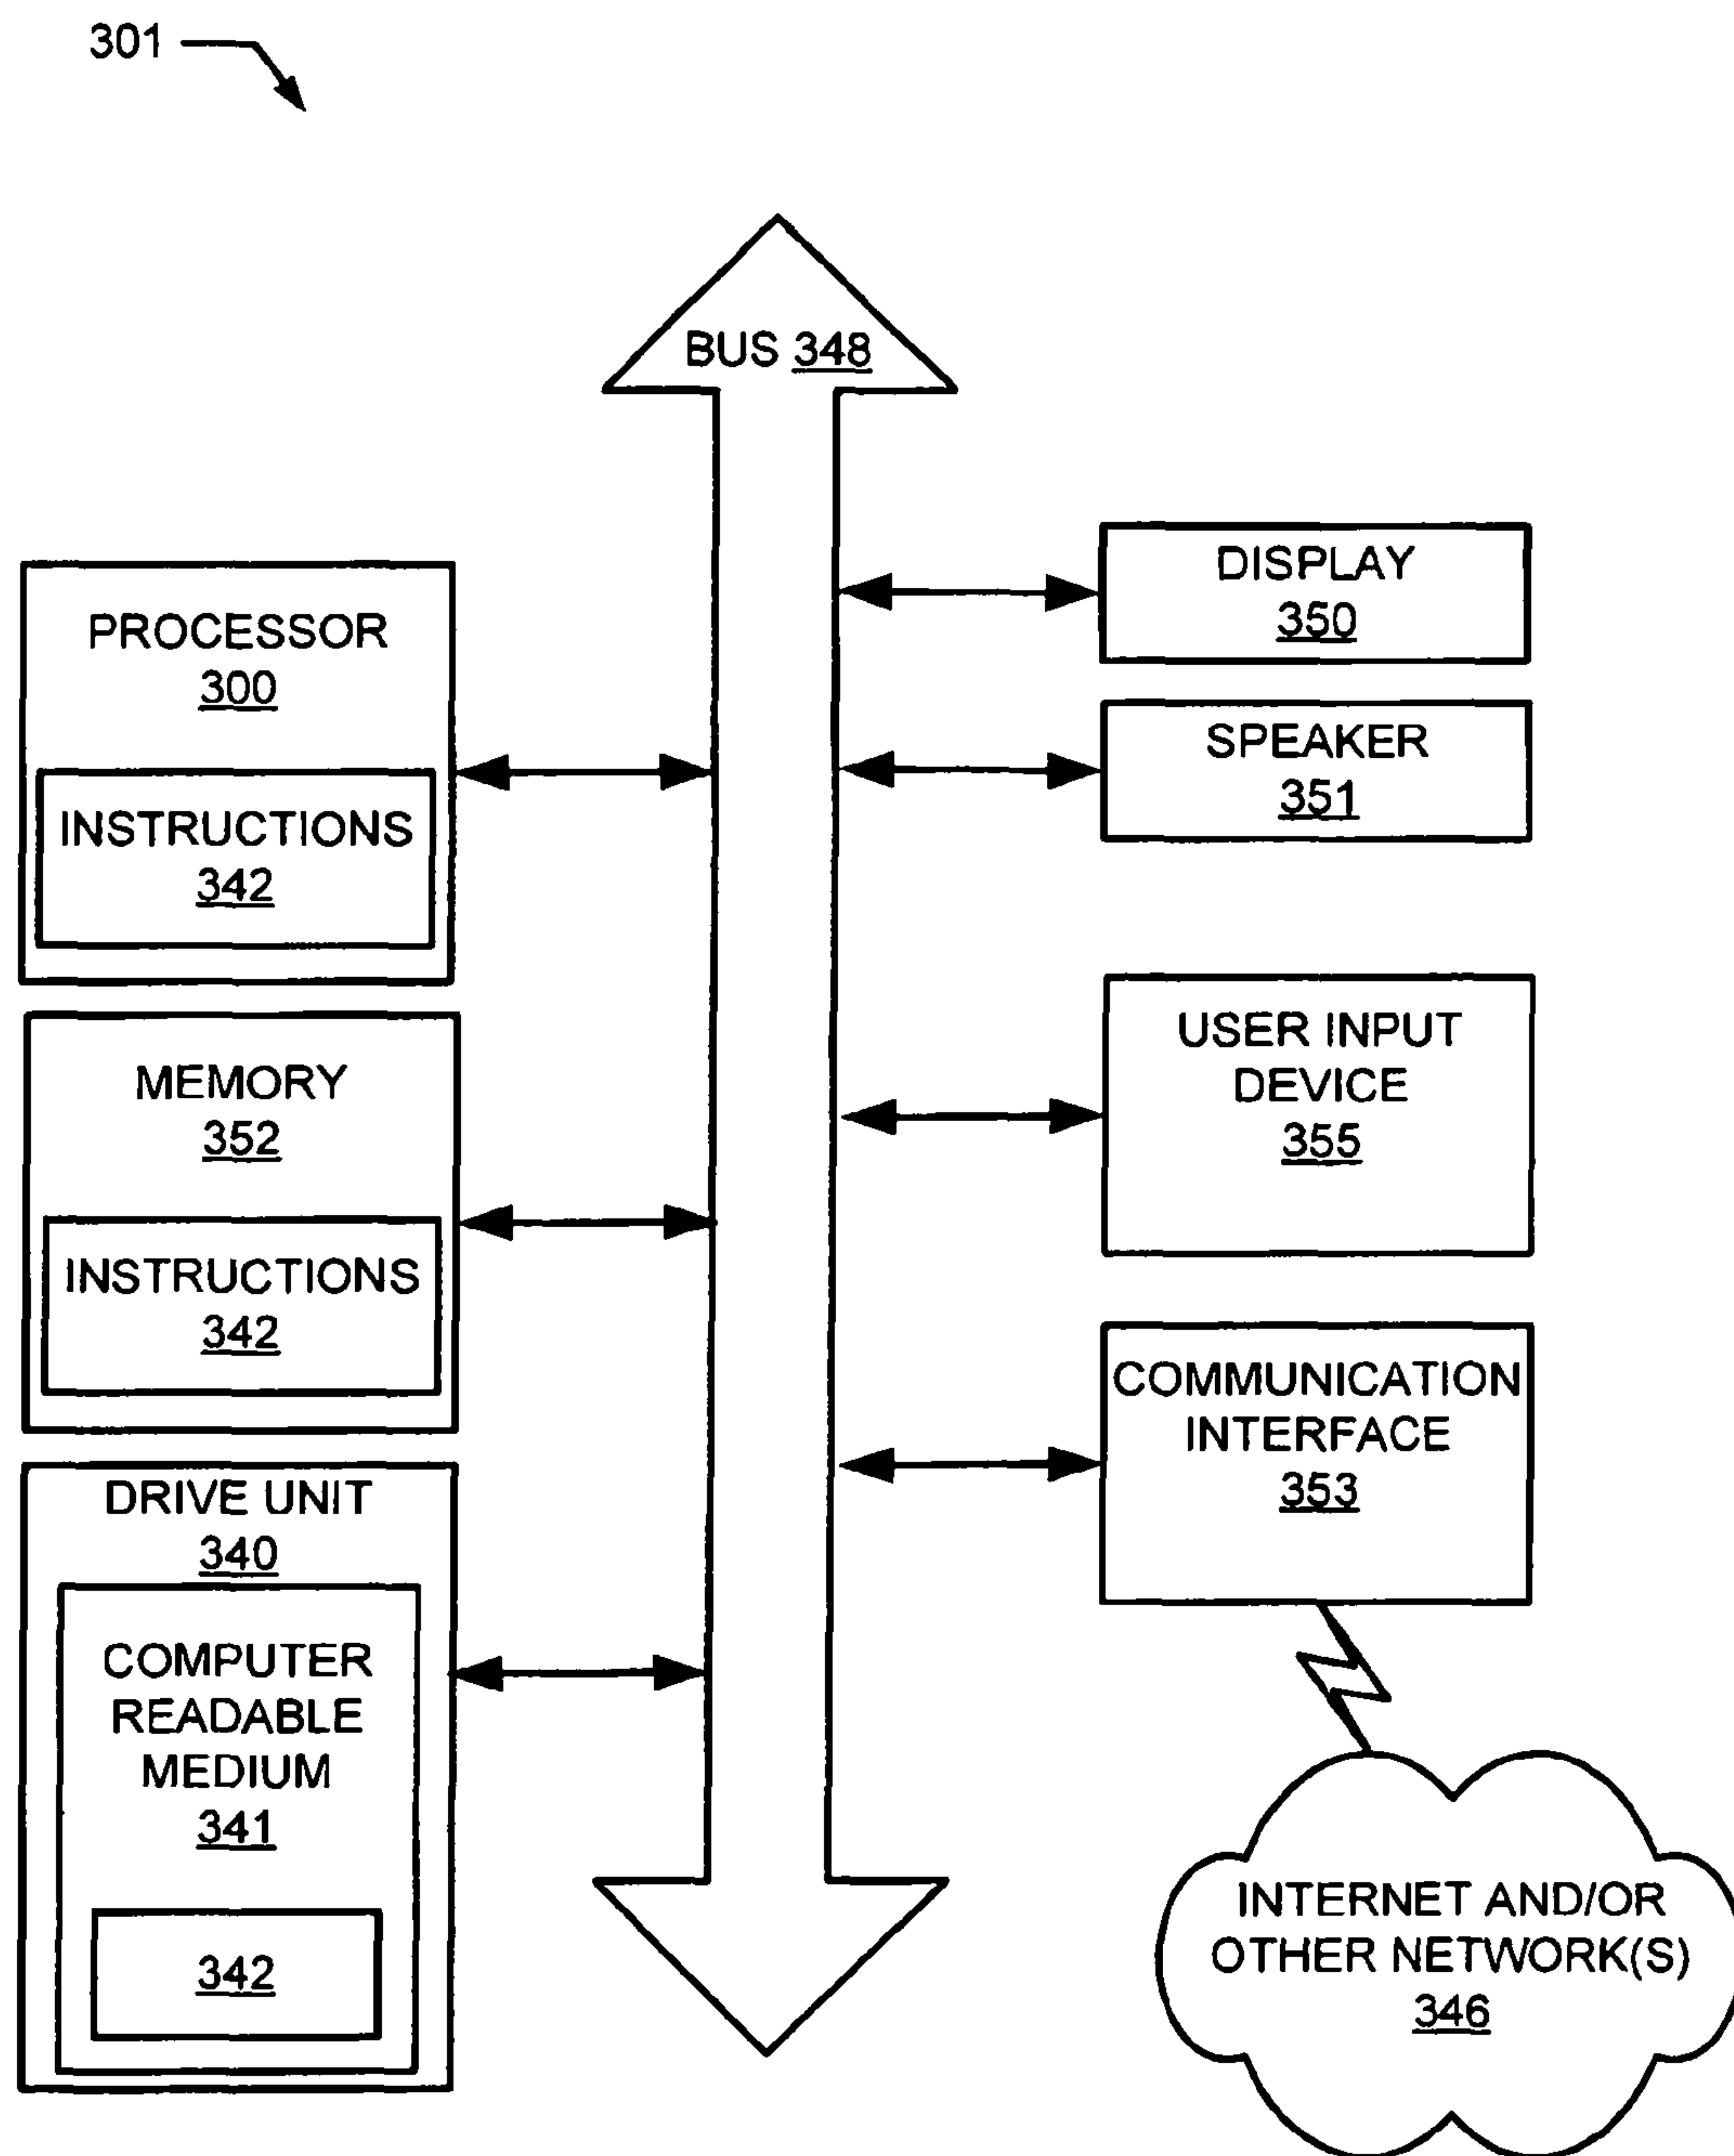 301
BUS 348
PROCESSOR
300
INSTRUCTIONS
342
MEMORY
352
INSTRUCTIONS
342
DRIVE UNIT
340
COMPUTER
READABLE
MEDIUM
341
342
DISPLAY
350
SPEAKER
351
USER INPUT
DEVICE
355
COMMUNICATION
INTERFACE
353
INTERNET AND/OR
OTHER NETWORK(S)
346